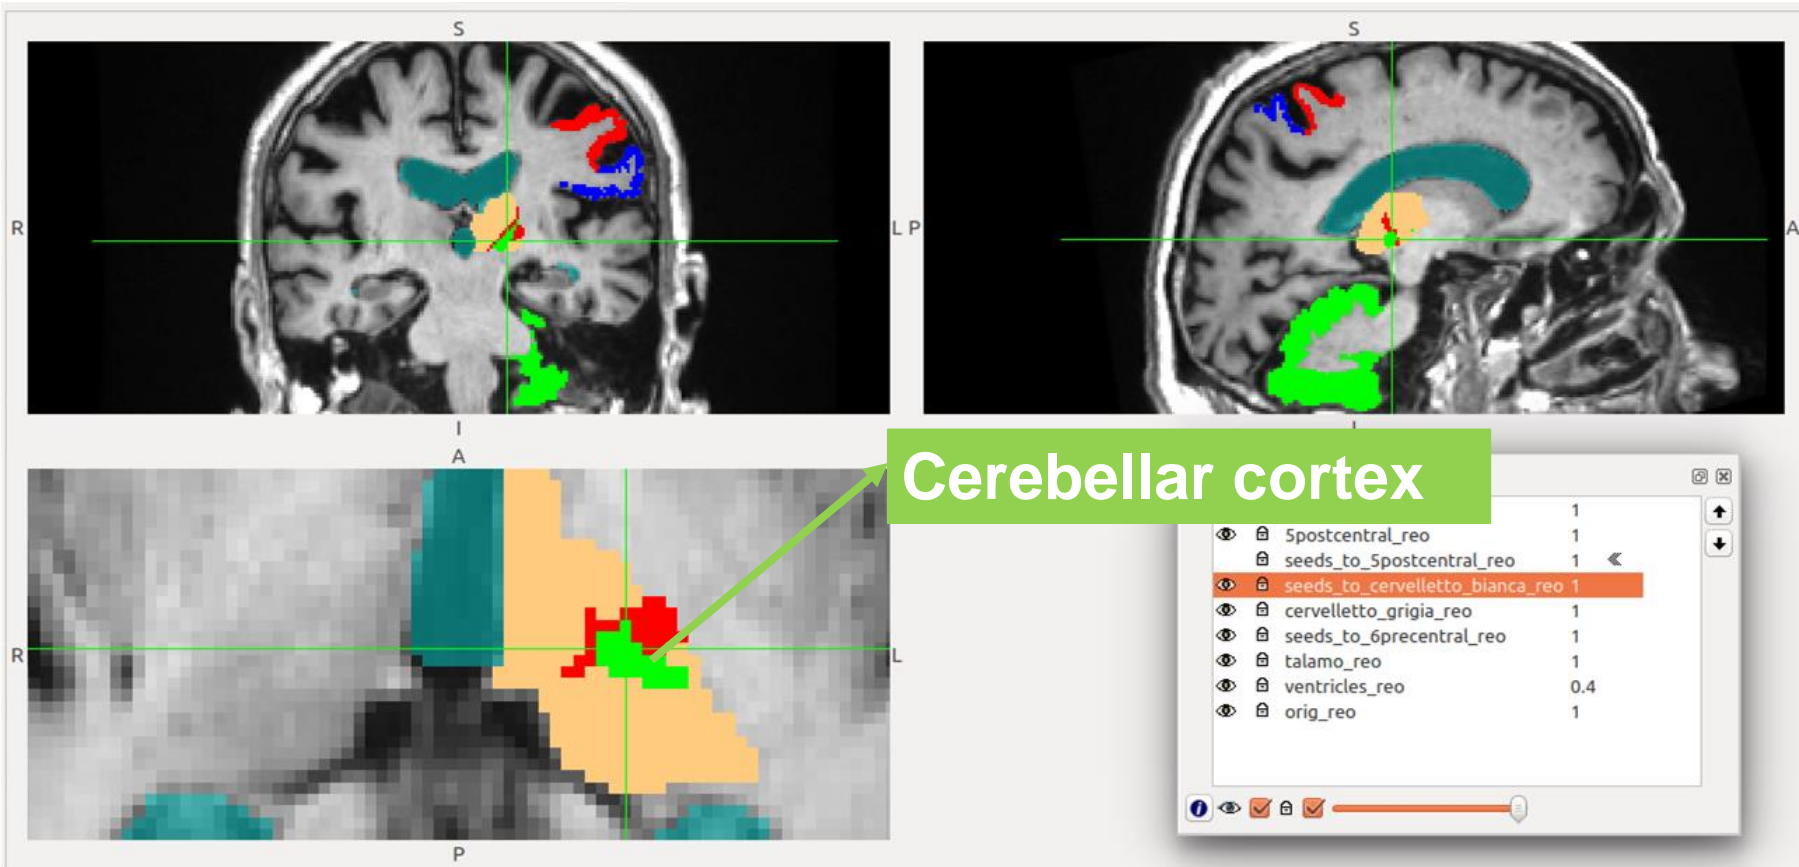 S
S
R
L
P
A
I
I
A
Cerebellar cortex
1
5postcentral_reo 1
seeds_to_5postcentral_reo 1
seeds_to_cervelletto_bianca_reo 1
cervelletto_grigia_reo 1
seeds_to_6precentral_reo 1
R
L
talamo_reo 1
ventricles_reo 0.4
orig_reo 1
P